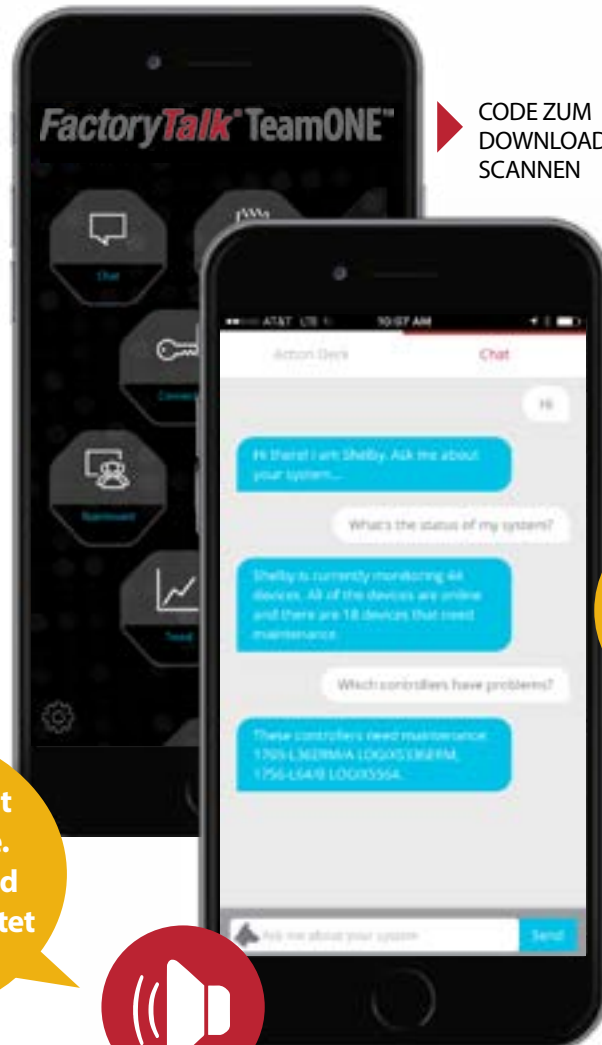 FactoryTalk® TeamONE™
CODE ZUM
DOWNLOAD
SCANNEN
Chat
Trend
AT&T LTE
10:07 AM
Action Deck
Chat
Hi
Hi there! I am Shelby. Ask me about
your system...
What's the status of my system?
Shelby is currently monitoring 44
devices. All of the devices are online
and there are 18 devices that need
maintenance.
Which controllers have problems?
These controllers need maintenance:
1756-L64/B LOGIX5564.
Ask me about your system
Send
t
e.
d
tet